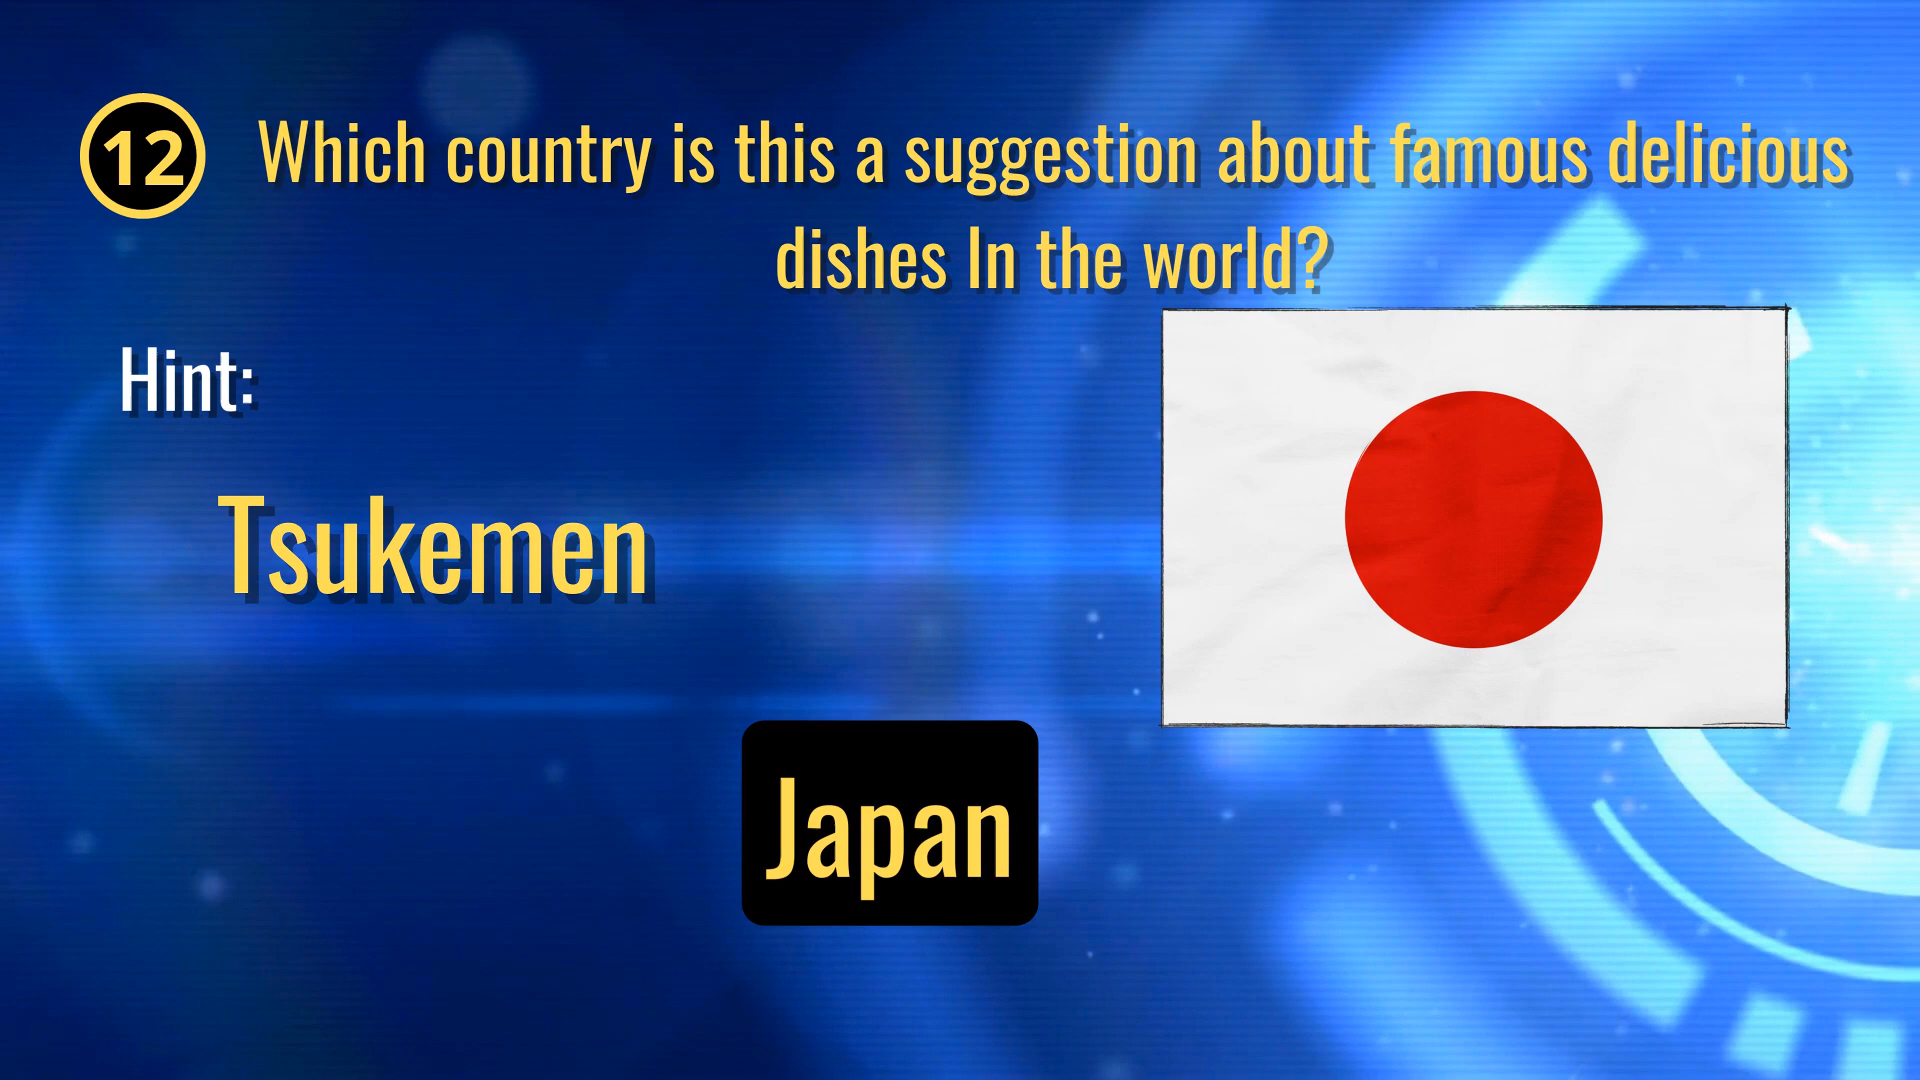 12
Which country is this a suggestion about famous delicious
dishes In the world?
Hint:
Tsukemen
Japan